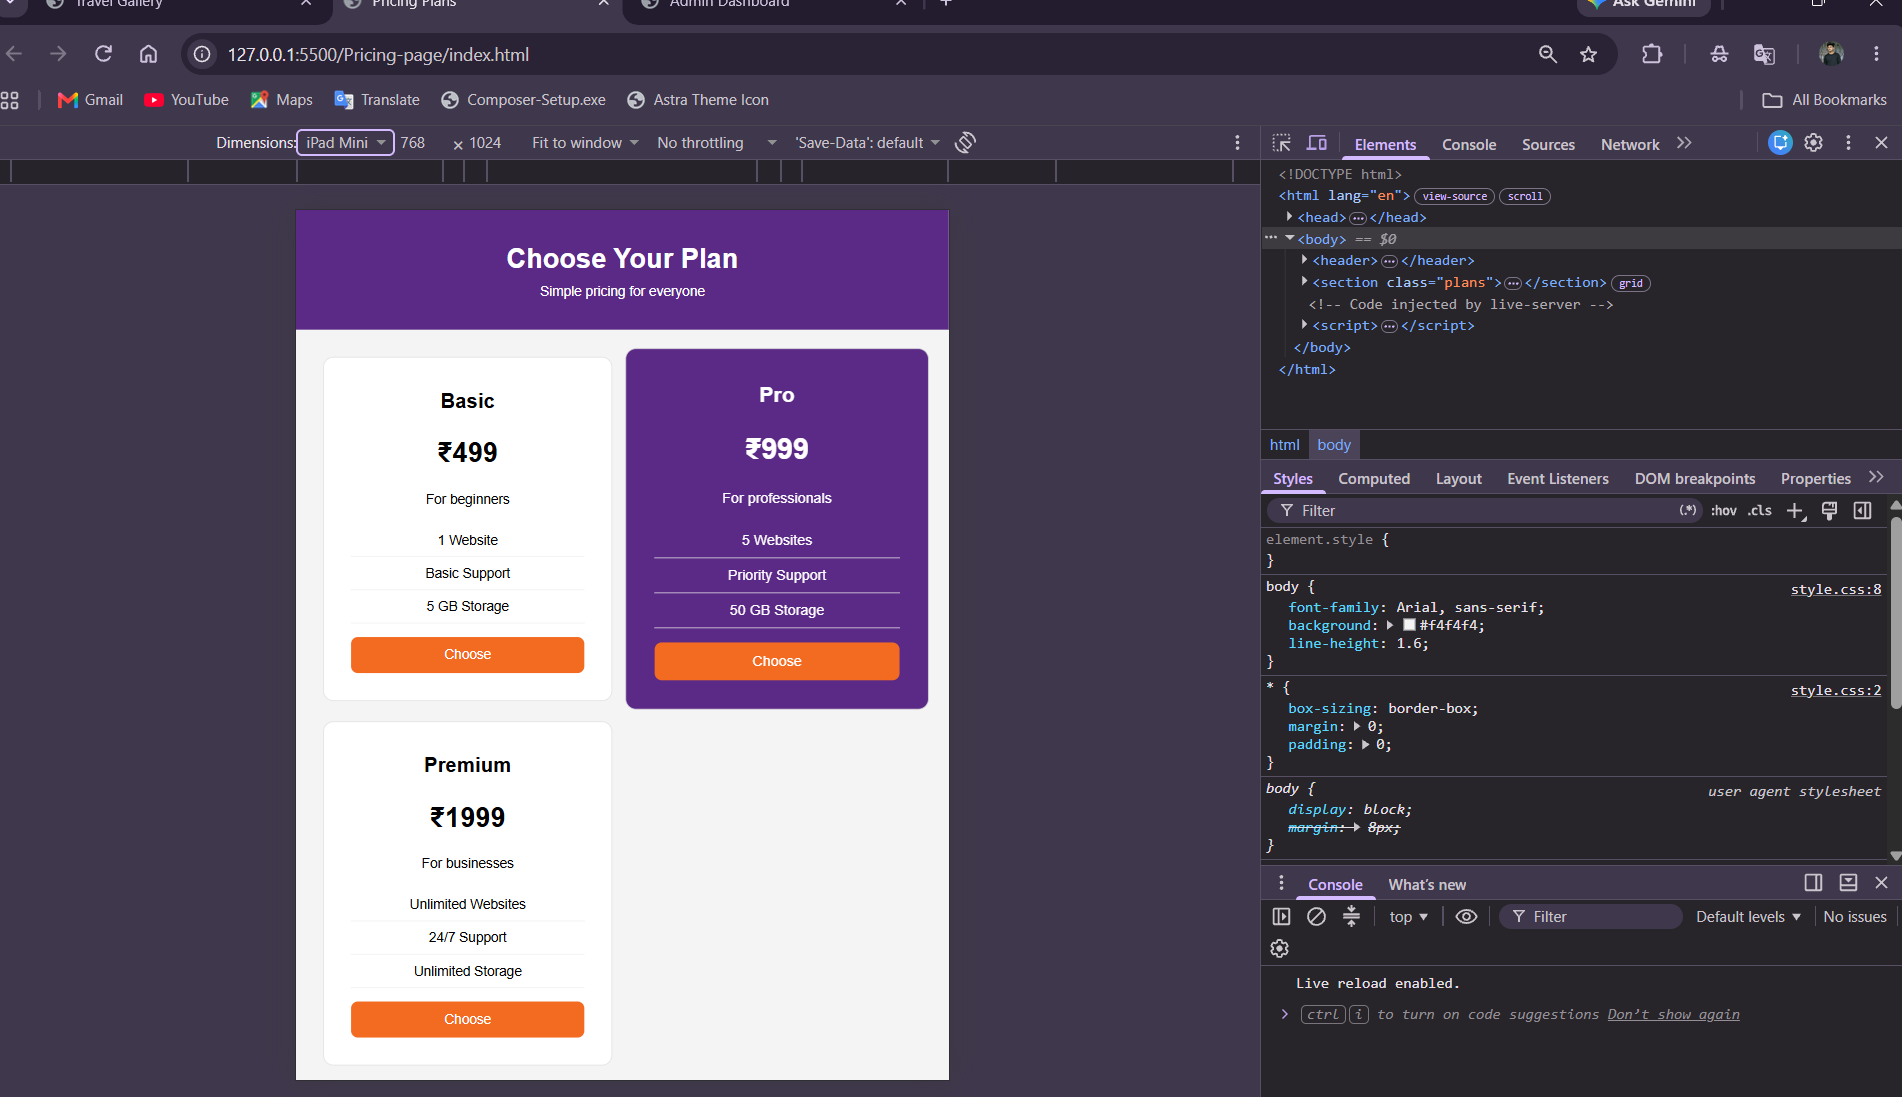 Travel Gallery
Pricing Plans
Admin Dashboard
Ask Gemini
127.0.0.1:5500/Pricing-page/index.html
Gmail
YouTube
Maps
Translate
Composer-Setup.exe
Astra Theme Icon
All Bookmarks
Dimensions: iPad Mini 768 × 1024 Fit to window No throttling 'Save-Data': default
Choose Your Plan
Simple pricing for everyone
Basic
₹499
For beginners
1 Website
Basic Support
5 GB Storage
Choose
Pro
₹999
For professionals
5 Websites
Priority Support
50 GB Storage
Choose
Premium
₹1999
For businesses
Unlimited Websites
24/7 Support
Unlimited Storage
Choose
Elements Console Sources Network
<!DOCTYPE html>
<html lang="en"> view-source scroll
<head> … </head>
… <body> == $0
<header> … </header>
<section class="plans"> … </section> grid
<!-- Code injected by live-server -->
<script> … </script>
</body>
</html>
html body
Styles Computed Layout Event Listeners DOM breakpoints Properties
Filter (.*) :hov .cls
element.style {
}
body { style.css:8
font-family: Arial, sans-serif;
background: #f4f4f4;
line-height: 1.6;
}
* { style.css:2
box-sizing: border-box;
margin: 0;
padding: 0;
}
body { user agent stylesheet
display: block;
margin: 8px;
}
Console What's new
top Filter Default levels No issues
Live reload enabled.
ctrl i to turn on code suggestions Don't show again